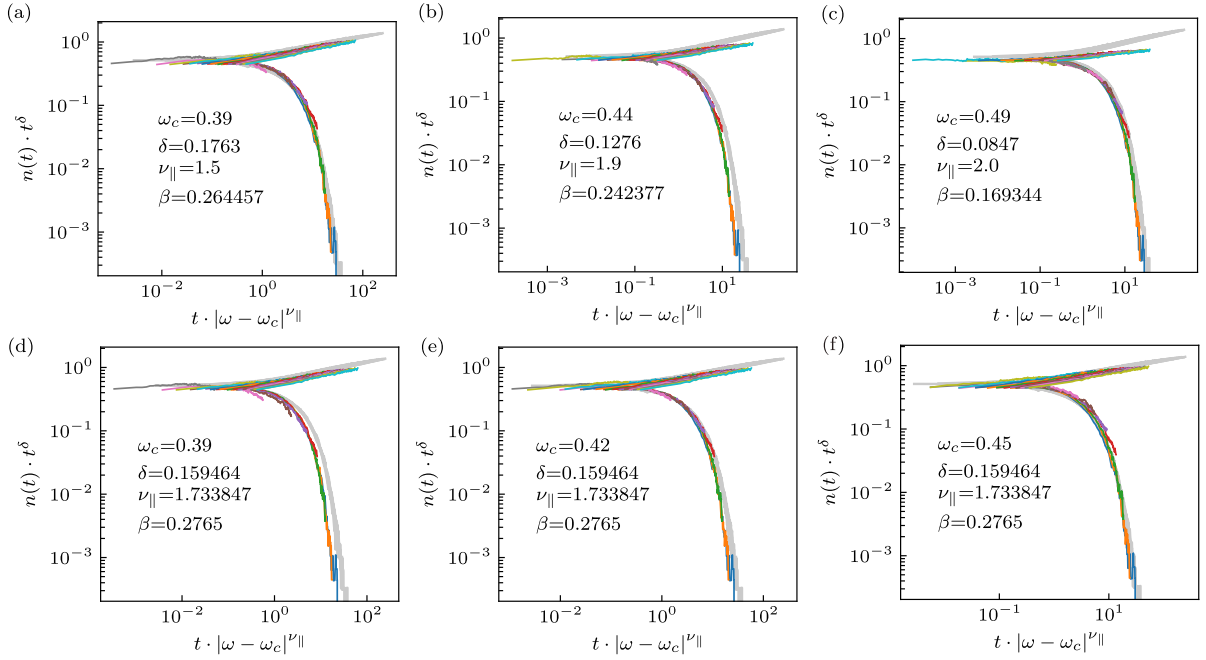 (a)
n(t) · t^δ
10^0
10^−1
10^−2
10^−3
ω_c=0.39
δ=0.1763
ν_∥=1.5
β=0.264457
10^−2
10^0
10^2
t · |ω − ω_c|^ν_∥
(b)
n(t) · t^δ
10^0
10^−1
10^−2
10^−3
ω_c=0.44
δ=0.1276
ν_∥=1.9
β=0.242377
10^−3
10^−1
10^1
t · |ω − ω_c|^ν_∥
(c)
n(t) · t^δ
10^0
10^−1
10^−2
10^−3
ω_c=0.49
δ=0.0847
ν_∥=2.0
β=0.169344
10^−3
10^−1
10^1
t · |ω − ω_c|^ν_∥
(d)
n(t) · t^δ
10^0
10^−1
10^−2
10^−3
ω_c=0.39
δ=0.159464
ν_∥=1.733847
β=0.2765
10^−2
10^0
10^2
t · |ω − ω_c|^ν_∥
(e)
n(t) · t^δ
10^0
10^−1
10^−2
10^−3
ω_c=0.42
δ=0.159464
ν_∥=1.733847
β=0.2765
10^−2
10^0
10^2
t · |ω − ω_c|^ν_∥
(f)
n(t) · t^δ
10^0
10^−1
10^−2
10^−3
ω_c=0.45
δ=0.159464
ν_∥=1.733847
β=0.2765
10^−1
10^1
t · |ω − ω_c|^ν_∥